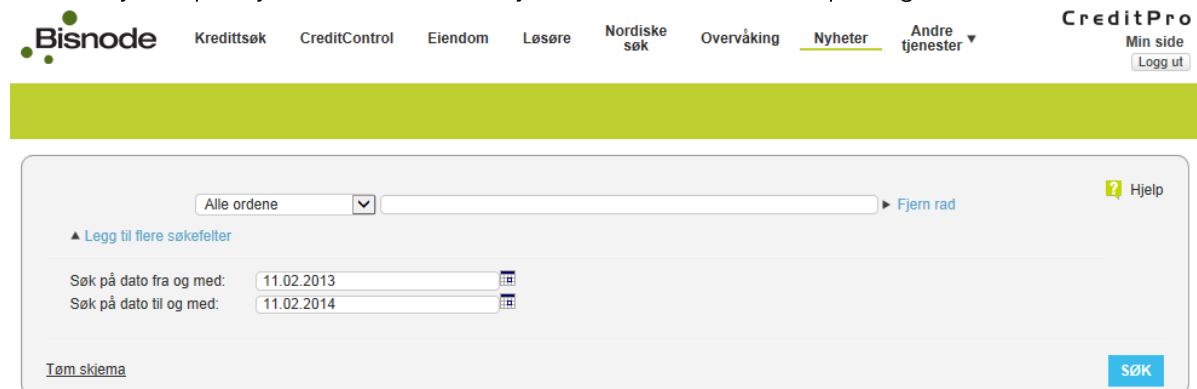 Bisnode
Kredittsøk
CreditControl
Eiendom
Løsøre
Nordiske
søk
Overvåking
Nyheter
Andre
tjenester
CreditPro
Min side
Logg ut
Hjelp
Alle ordene
Fjern rad
Legg til flere søkefelter
Søk på dato fra og med: 11.02.2013
Søk på dato til og med: 11.02.2014
Tøm skjema
SØK